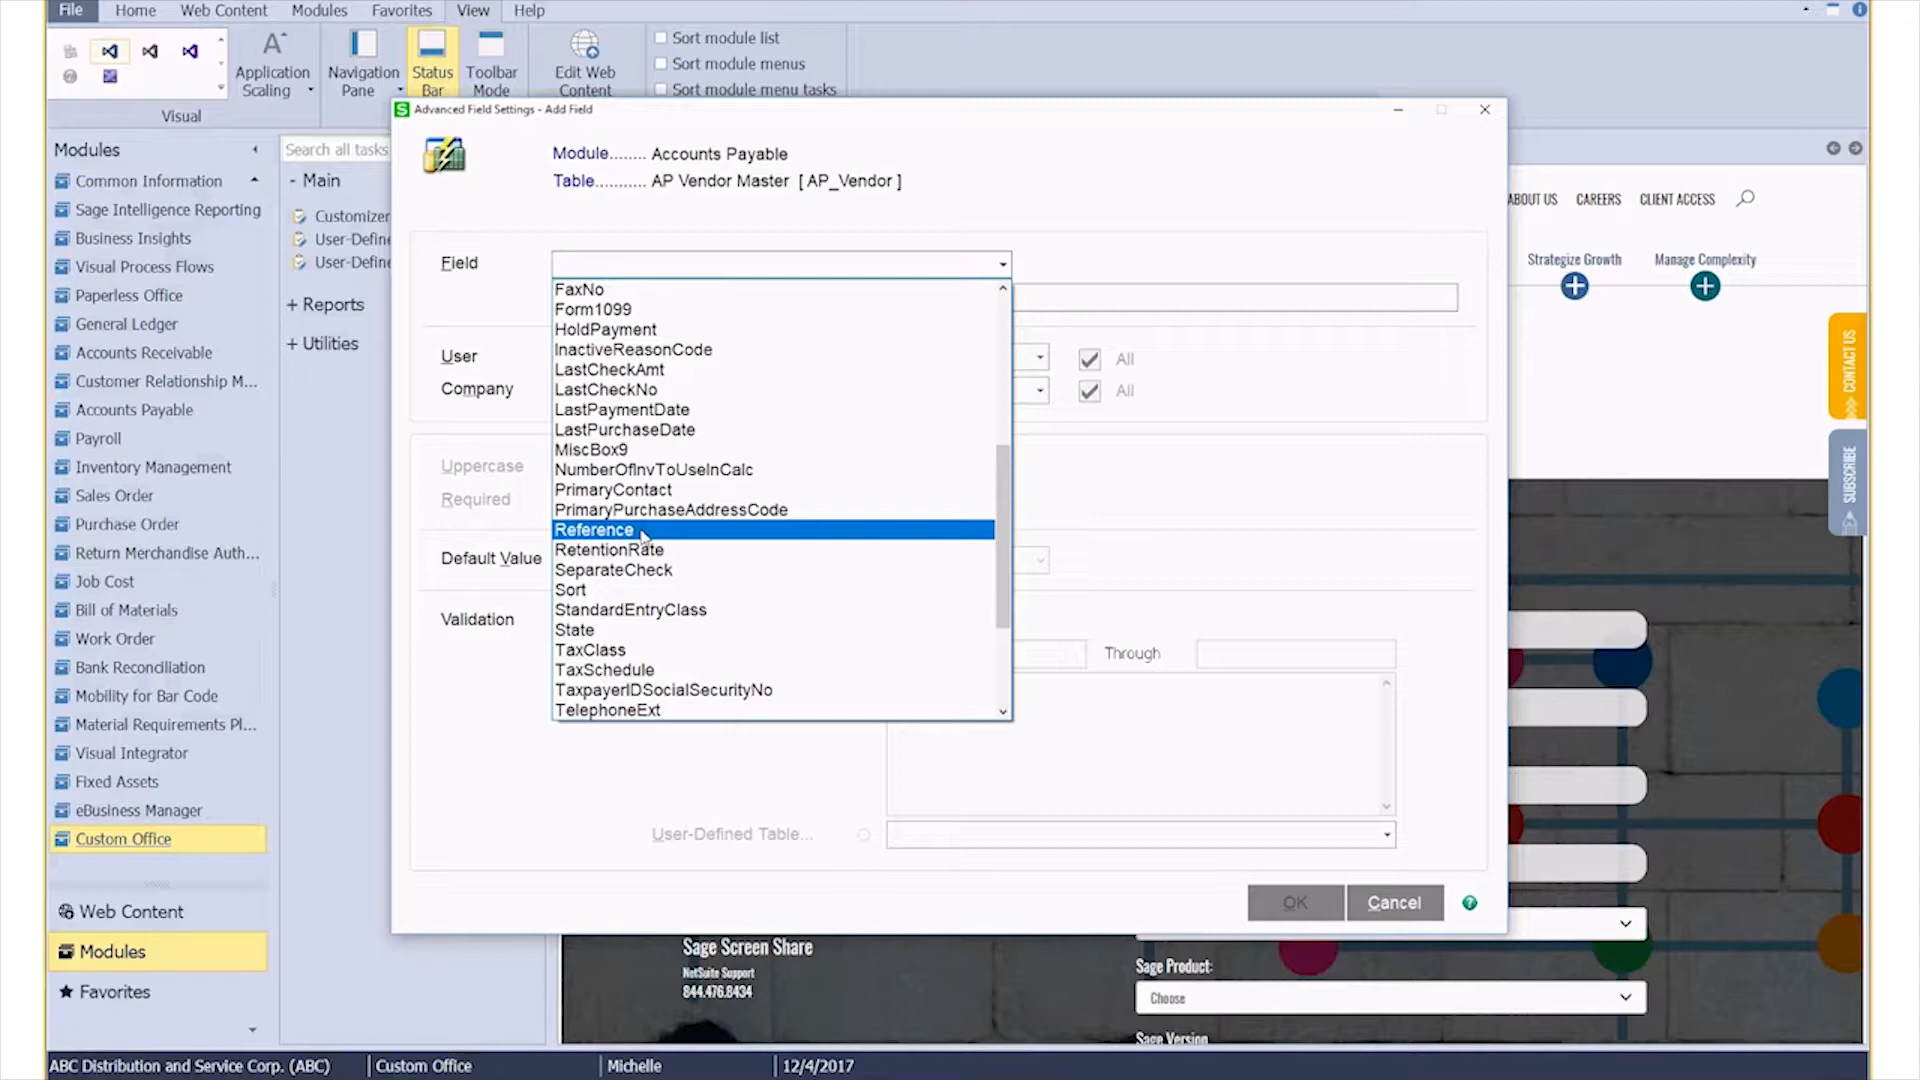 File
Home
Web Content
Modules
Favorites
View
Help
Application
Scaling
Navigation
Pane
Status
Bar
Toolbar
Mode
Edit Web
Content
Sort module list
Sort module menus
Sort module menu tasks
Visual
Advanced Field Settings - Add Field
Modules
Search all tasks
Common Information
Sage Intelligence Reporting
Business Insights
Visual Process Flows
Paperless Office
General Ledger
Accounts Receivable
Customer Relationship M...
Accounts Payable
Payroll
Inventory Management
Sales Order
Purchase Order
Return Merchandise Auth...
Job Cost
Bill of Materials
Work Order
Bank Reconciliation
Mobility for Bar Code
Material Requirements Pl...
Visual Integrator
Fixed Assets
eBusiness Manager
Custom Office
Web Content
Modules
Favorites
- Main
Customizer
User-Define
User-Define
+ Reports
+ Utilities
Module........ Accounts Payable
Table........... AP Vendor Master [ AP_Vendor ]
Field
FaxNo
Form1099
HoldPayment
InactiveReasonCode
LastCheckAmt
LastCheckNo
LastPaymentDate
LastPurchaseDate
MiscBox9
NumberOfInvToUseInCalc
PrimaryContact
PrimaryPurchaseAddressCode
Reference
RetentionRate
SeparateCheck
Sort
StandardEntryClass
State
TaxClass
TaxSchedule
TaxpayerIDSocialSecurityNo
TelephoneExt
User
All
Company
All
Uppercase
Required
Default Value
Validation
Through
User-Defined Table...
OK
Cancel
ABOUT US
CAREERS
CLIENT ACCESS
Strategize Growth
Manage Complexity
CONTACT US
SUBSCRIBE
Sage Screen Share
NetSuite Support
844.476.8434
Sage Product:
Choose
Sage Version
ABC Distribution and Service Corp. (ABC)
Custom Office
Michelle
12/4/2017